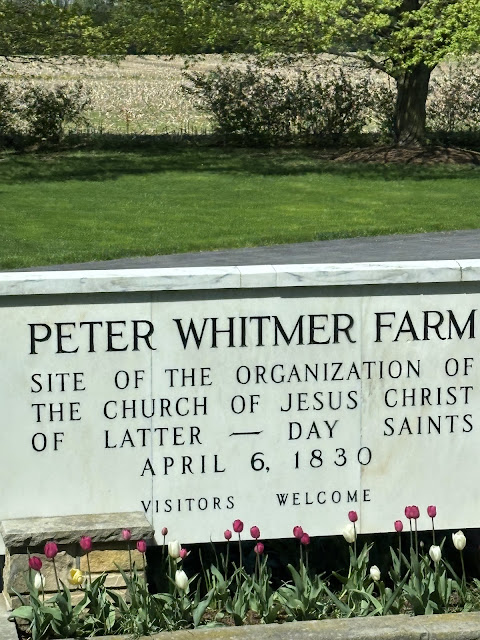 PETER WHITMER FARM
SITE OF THE ORGANIZATION OF
THE CHURCH OF JESUS CHRIST
OF LATTER — DAY SAINTS
APRIL 6, 1830
VISITORS WELCOME